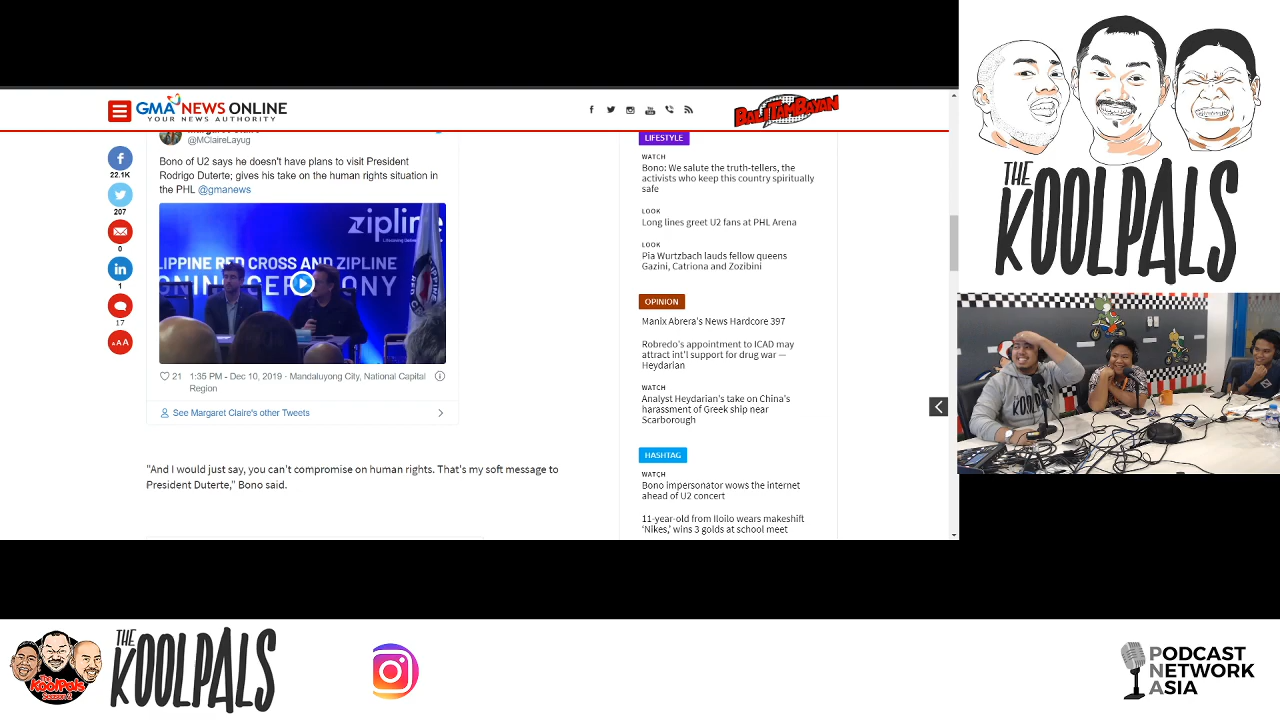 GMA NEWS ONLINE
YOUR NEWS AUTHORITY
BALITAMBAYAN
@MClaireLayug
Bono of U2 says he doesn't have plans to visit President
Rodrigo Duterte; gives his take on the human rights situation in
the PHL @gmanews
22.1K
207
0
1
17
AAA
zipline
LIPPINE RED CROSS AND ZIPLINE
NING CEREMONY
21 1:35 PM - Dec 10, 2019 · Mandaluyong City, National Capital
Region
See Margaret Claire's other Tweets
"And I would just say, you can't compromise on human rights. That's my soft message to
President Duterte," Bono said.
LIFESTYLE
WATCH
Bono: We salute the truth-tellers, the
activists who keep this country spiritually
safe
LOOK
Long lines greet U2 fans at PHL Arena
LOOK
Pia Wurtzbach lauds fellow queens
Gazini, Catriona and Zozibini
OPINION
Manix Abrera's News Hardcore 397
Robredo's appointment to ICAD may
attract int'l support for drug war —
Heydarian
WATCH
Analyst Heydarian's take on China's
harassment of Greek ship near
Scarborough
HASHTAG
WATCH
Bono impersonator wows the internet
ahead of U2 concert
11-year-old from Iloilo wears makeshift
'Nikes,' wins 3 golds at school meet
THE
KOOLPALS
KOOLPALS
The
KoolPals
Season 2
THE
KOOLPALS
PODCAST
NETWORK
ASIA